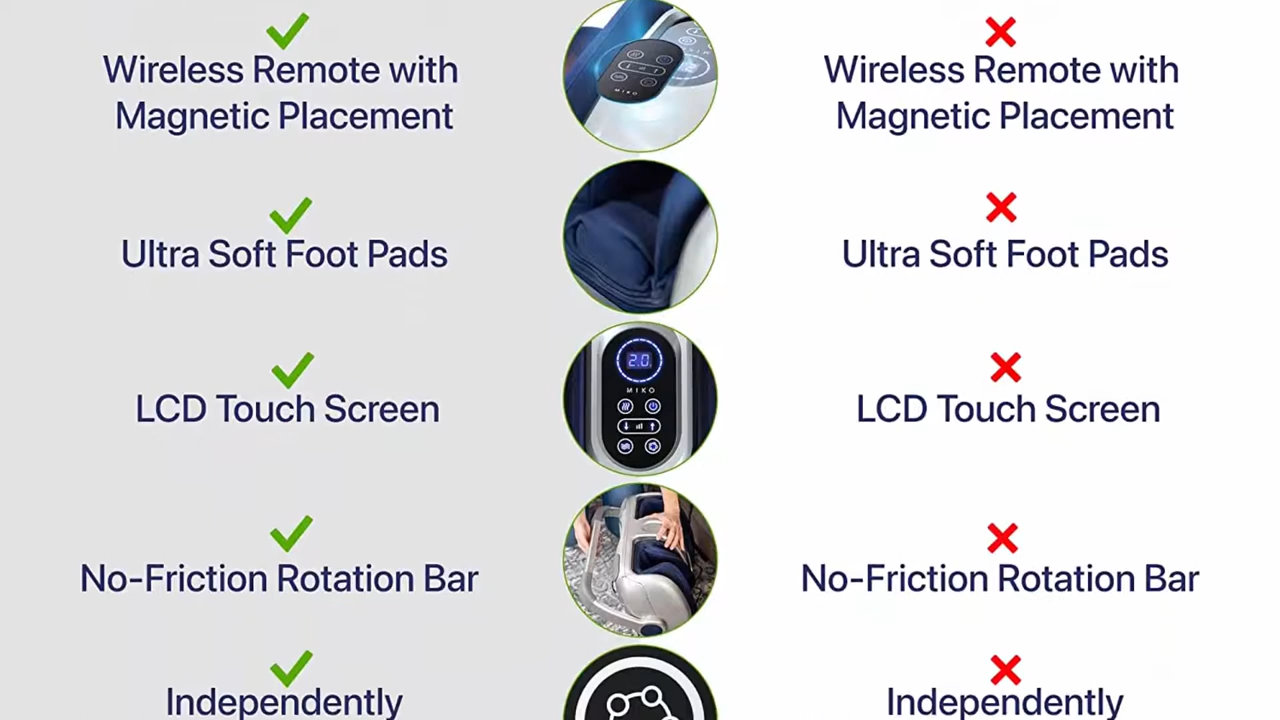 Wireless Remote with
Magnetic Placement
MIKO
Wireless Remote with
Magnetic Placement
Ultra Soft Foot Pads
Ultra Soft Foot Pads
LCD Touch Screen
2.0
MIKO
LCD Touch Screen
No-Friction Rotation Bar
No-Friction Rotation Bar
Independently
Independently